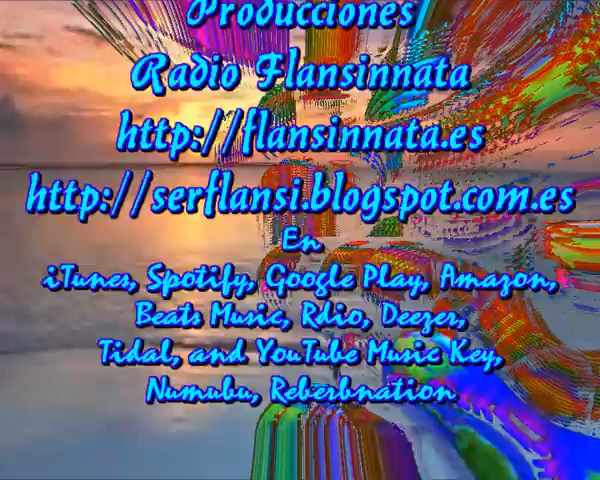 Producciones
Radio Flansinnata
http://flansinnata.es
http://serflansi.blogspot.com.es
En
iTunes, Spotify, Google Play, Amazon,
Beats Music, Rdio, Deezer,
Tidal, and YouTube Music Key,
Numubu, Reberbnation